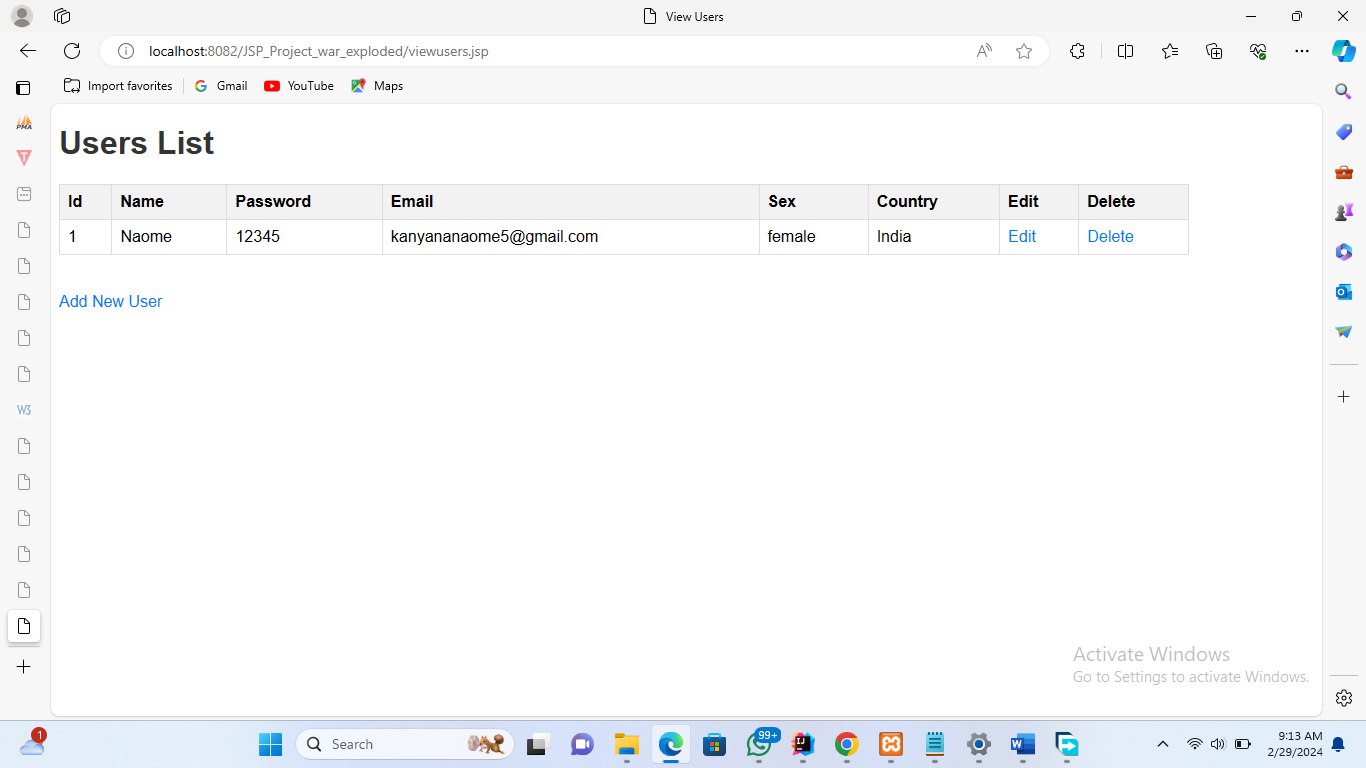 View Users
localhost:8082/JSP_Project_war_exploded/viewusers.jsp
Import favorites Gmail YouTube Maps
PMA
Users List
Id Name Password Email Sex Country Edit Delete
1 Naome 12345 kanyananaome5@gmail.com female India Edit Delete
Add New User
W3
Activate Windows
Go to Settings to activate Windows.
1
Search
99+
9:13 AM
2/29/2024